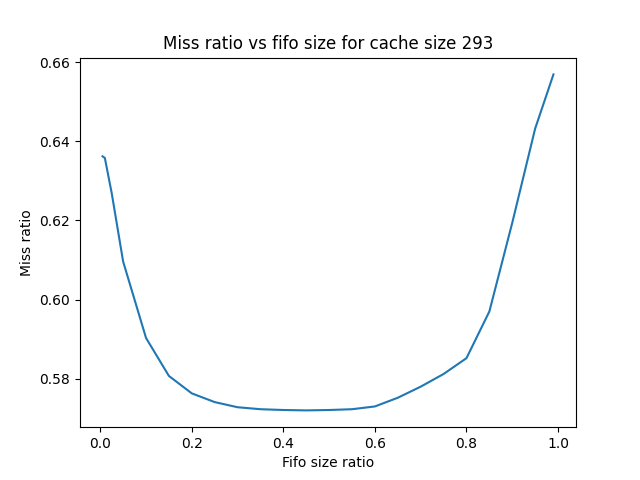 Miss ratio vs fifo size for cache size 293
Miss ratio
0.66
0.64
0.62
0.60
0.58
0.0 0.2 0.4 0.6 0.8 1.0
Fifo size ratio